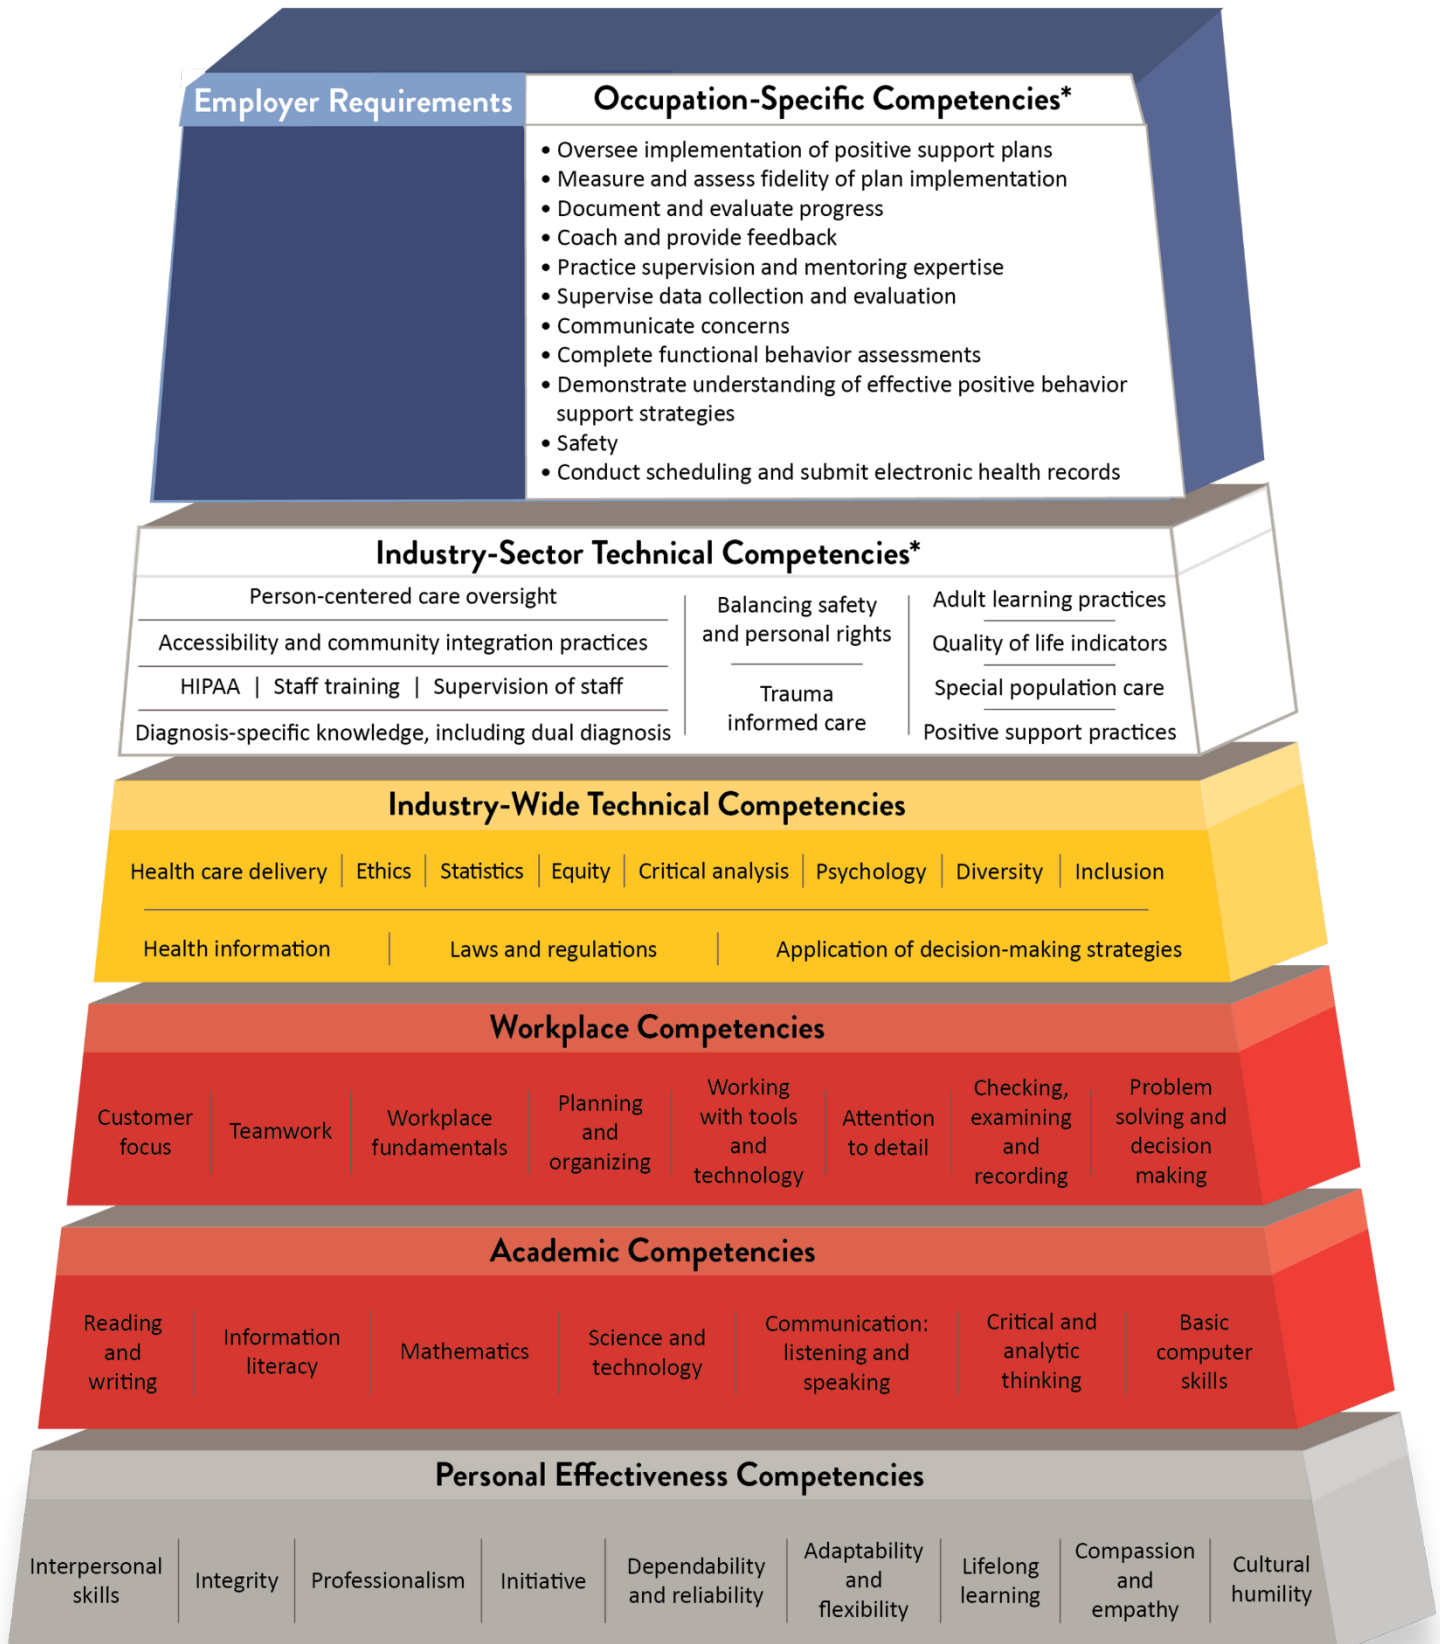 Employer Requirements
Occupation-Specific Competencies*
• Oversee implementation of positive support plans
• Measure and assess fidelity of plan implementation
• Document and evaluate progress
• Coach and provide feedback
• Practice supervision and mentoring expertise
• Supervise data collection and evaluation
• Communicate concerns
• Complete functional behavior assessments
• Demonstrate understanding of effective positive behavior
support strategies
• Safety
• Conduct scheduling and submit electronic health records
Industry-Sector Technical Competencies*
Person-centered care oversight
Accessibility and community integration practices
HIPAA | Staff training | Supervision of staff
Diagnosis-specific knowledge, including dual diagnosis
Balancing safety
and personal rights
Trauma
informed care
Adult learning practices
Quality of life indicators
Special population care
Positive support practices
Industry-Wide Technical Competencies
Health care delivery | Ethics | Statistics | Equity | Critical analysis | Psychology | Diversity | Inclusion
Health information | Laws and regulations | Application of decision-making strategies
Workplace Competencies
Customer
focus
Teamwork
Workplace
fundamentals
Planning
and
organizing
Working
with tools
and
technology
Attention
to detail
Checking,
examining
and
recording
Problem
solving and
decision
making
Academic Competencies
Reading
and
writing
Information
literacy
Mathematics
Science and
technology
Communication:
listening and
speaking
Critical and
analytic
thinking
Basic
computer
skills
Personal Effectiveness Competencies
Interpersonal
skills
Integrity
Professionalism
Initiative
Dependability
and reliability
Adaptability
and
flexibility
Lifelong
learning
Compassion
and
empathy
Cultural
humility